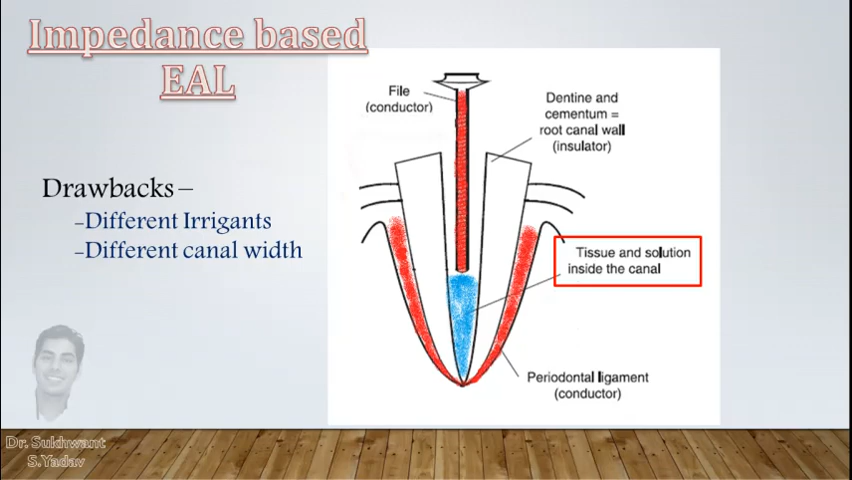 Impedance based
EAL
Drawbacks –
-Different Irrigants
-Different canal width
File
(conductor)
Dentine and
cementum =
root canal wall
(insulator)
Tissue and solution
inside the canal
Periodontal ligament
(conductor)
Dr. Sukhwant
S.Yadav